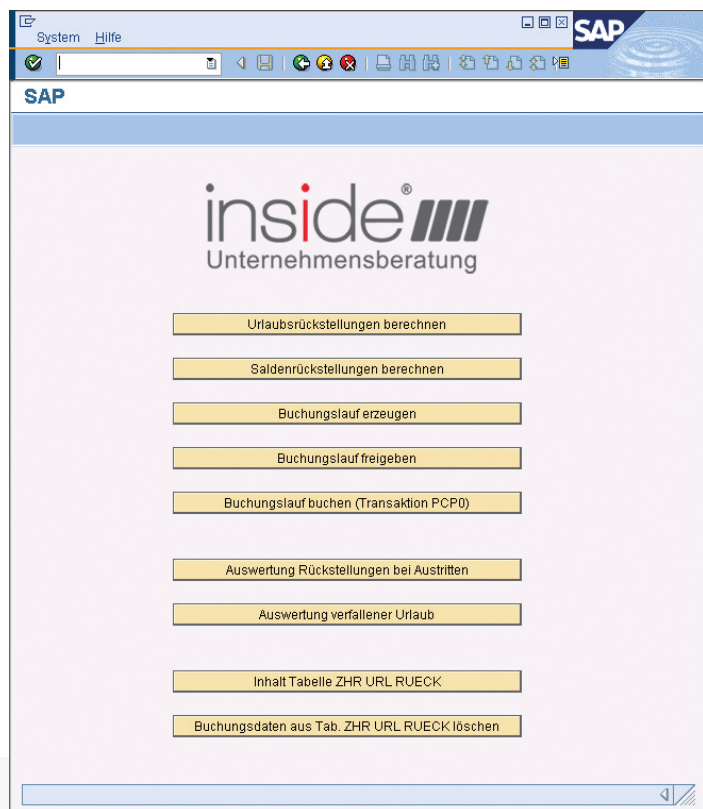 System Hilfe
SAP
SAP
inside®
Unternehmensberatung
Urlaubsrückstellungen berechnen
Saldenrückstellungen berechnen
Buchungslauf erzeugen
Buchungslauf freigeben
Buchungslauf buchen (Transaktion PCP0)
Auswertung Rückstellungen bei Austritten
Auswertung verfallener Urlaub
Inhalt Tabelle ZHR URL RUECK
Buchungsdaten aus Tab. ZHR URL RUECK löschen